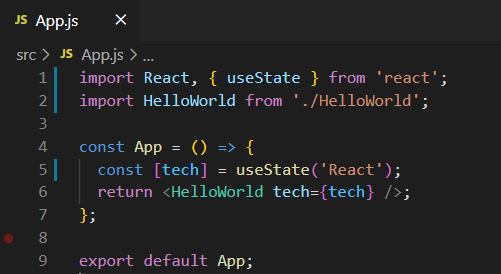 JS App.js ×
src > JS App.js > ...
1 import React, { useState } from 'react';
2 import HelloWorld from './HelloWorld';
3
4 const App = () => {
5   const [tech] = useState('React');
6   return <HelloWorld tech={tech} />;
7 };
8
9 export default App;